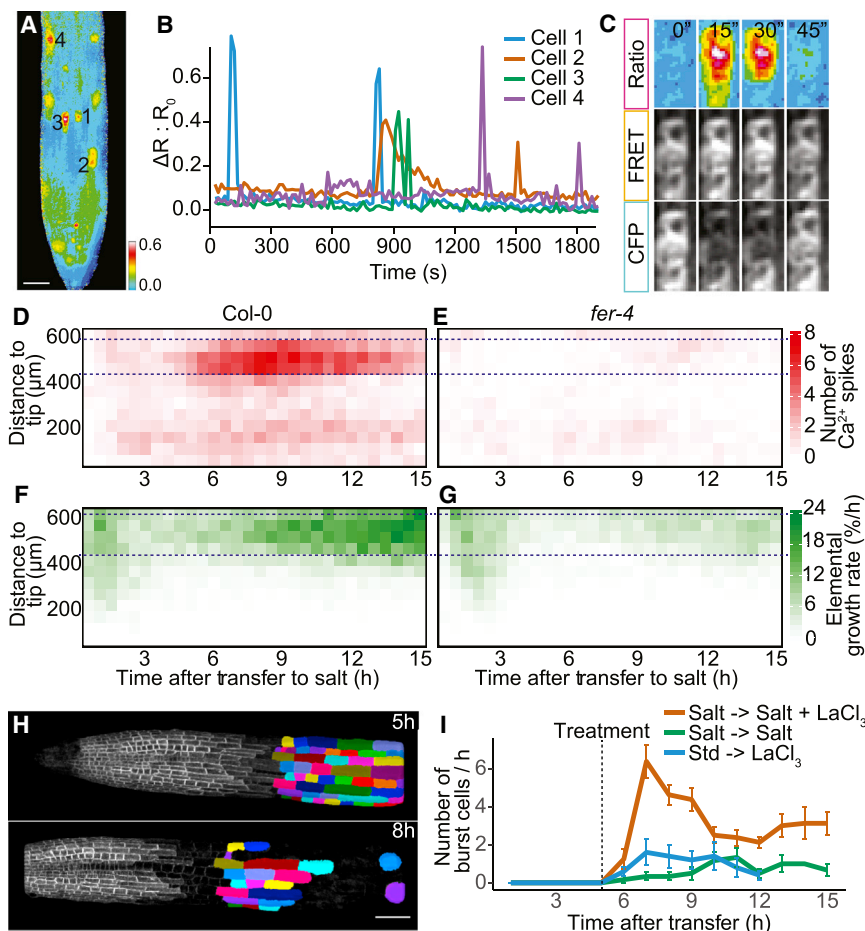 A
4
3
1
2
0.6
0.0
B
Cell 1
Cell 2
Cell 3
Cell 4
ΔR : R₀
0.6
0.4
0.2
0.0
0 300 600 900 1200 1500 1800
Time (s)
C
0” 15” 30” 45”
Ratio
FRET
CFP
D
Col-0
E
fer-4
Distance to
tip (µm)
600
400
200
3 6 9 12 15
3 6 9 12 15
8
6
4
2
0
Number of
Ca²⁺ spikes
F
G
Distance to
tip (µm)
600
400
200
3 6 9 12 15
3 6 9 12 15
Time after transfer to salt (h)
Time after transfer to salt (h)
24
18
12
6
0
Elemental
growth rate (%/h)
H
5h
8h
I
Salt -> Salt + LaCl₃
Salt -> Salt
Std -> LaCl₃
Treatment
Number of
burst cells / h
6
4
2
0
3 6 9 12 15
Time after transfer (h)